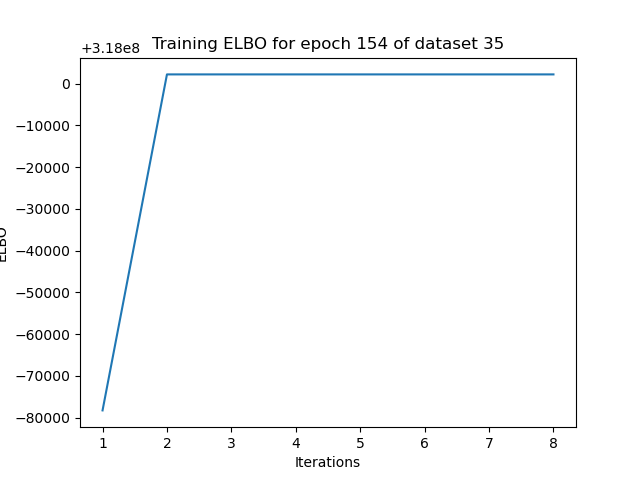 +3.18e8
Training ELBO for epoch 154 of dataset 35
0
−10000
−20000
−30000
−40000
−50000
−60000
−70000
−80000
ELBO
1 2 3 4 5 6 7 8
Iterations